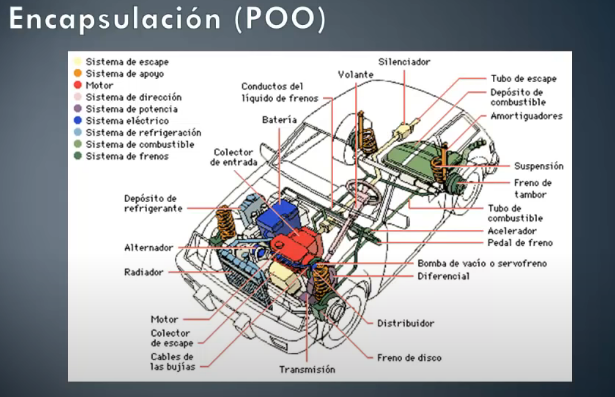 Encapsulación (POO)
Sistema de escape
Sistema de apoyo
Motor
Sistema de dirección
Sistema de potencia
Sistema eléctrico
Sistema de refrigeración
Sistema de combustible
Sistema de frenos
Silenciador
Volante
Conductos del
líquido de frenos
Batería
Colector
de entrada
Depósito de
refrigerante
Alternador
Radiador
Motor
Colector
de escape
Cables de
las bujías
Transmisión
Tubo de escape
Depósito de
combustible
Amortiguadores
Suspensión
Freno de
tambor
Tubo de
combustible
Acelerador
Pedal de freno
Bomba de vacío o servofreno
Diferencial
Distribuidor
Freno de disco